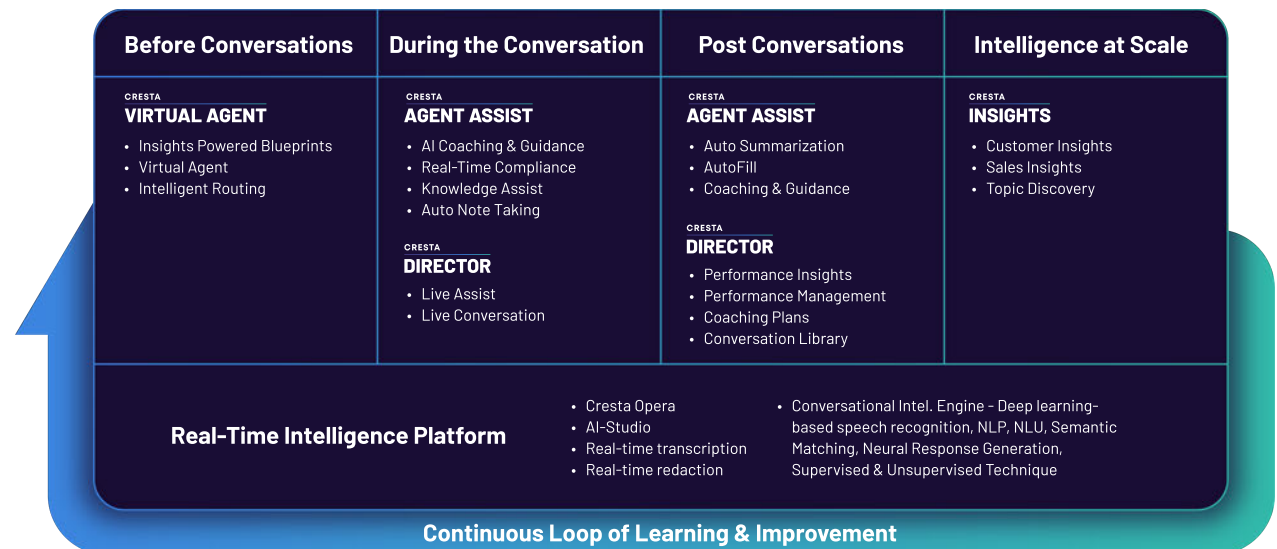 Before Conversations
During the Conversation
Post Conversations
Intelligence at Scale
CRESTA
VIRTUAL AGENT
• Insights Powered Blueprints
• Virtual Agent
• Intelligent Routing
CRESTA
AGENT ASSIST
• AI Coaching & Guidance
• Real-Time Compliance
• Knowledge Assist
• Auto Note Taking
CRESTA
DIRECTOR
• Live Assist
• Live Conversation
CRESTA
AGENT ASSIST
• Auto Summarization
• AutoFill
• Coaching & Guidance
CRESTA
DIRECTOR
• Performance Insights
• Performance Management
• Coaching Plans
• Conversation Library
CRESTA
INSIGHTS
• Customer Insights
• Sales Insights
• Topic Discovery
Real-Time Intelligence Platform
• Cresta Opera
• AI-Studio
• Real-time transcription
• Real-time redaction
• Conversational Intel. Engine - Deep learning-
based speech recognition, NLP, NLU, Semantic
Matching, Neural Response Generation,
Supervised & Unsupervised Technique
Continuous Loop of Learning & Improvement